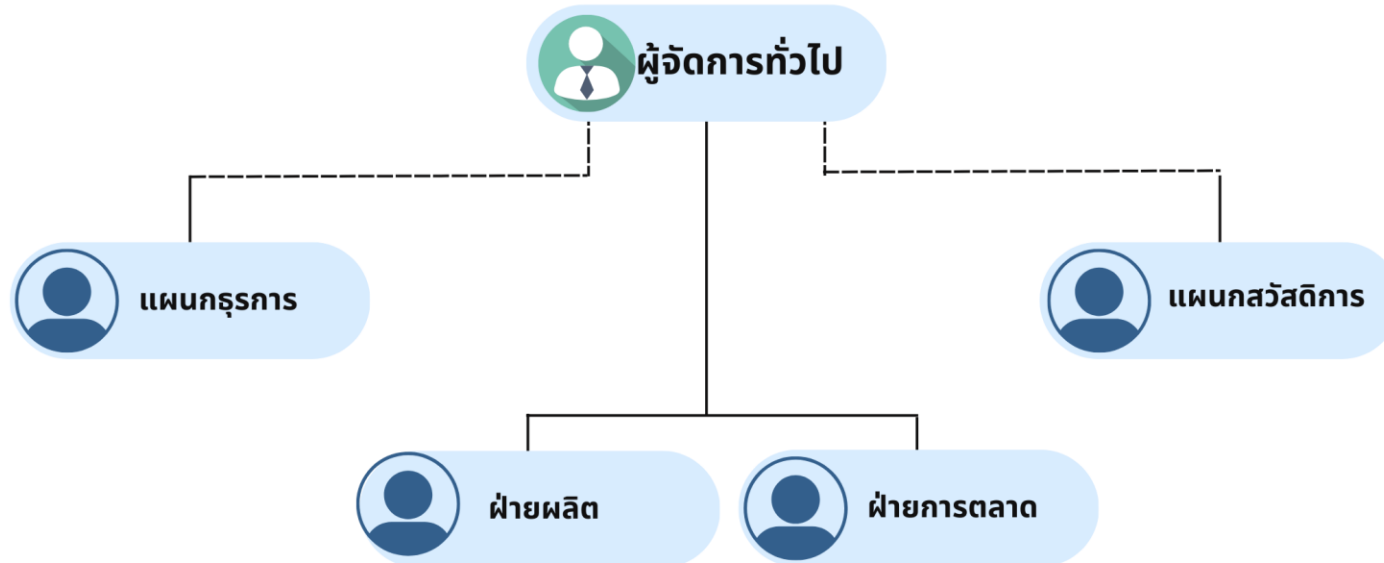 ผู้จัดการทั่วไป
แผนกธุรการ
แผนกสวัสดิการ
ฝ่ายผลิต
ฝ่ายการตลาด